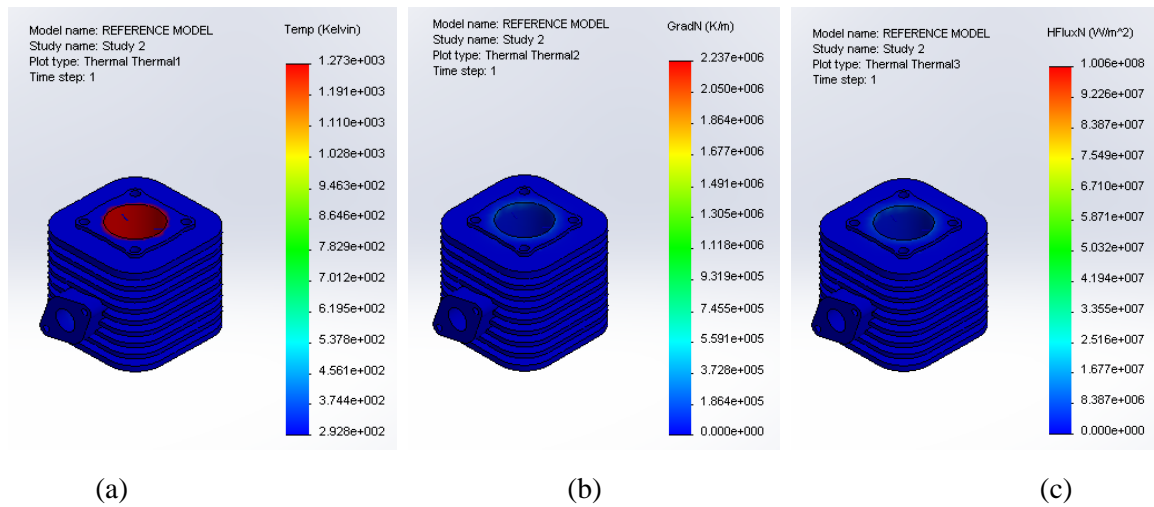 Model name: REFERENCE MODEL
Study name: Study 2
Plot type: Thermal Thermal1
Time step: 1
Temp (Kelvin)
1.273e+003
1.191e+003
1.110e+003
1.028e+003
9.463e+002
8.646e+002
7.829e+002
7.012e+002
6.195e+002
5.378e+002
4.561e+002
3.744e+002
2.928e+002
(a)
Model name: REFERENCE MODEL
Study name: Study 2
Plot type: Thermal Thermal2
Time step: 1
GradN (K/m)
2.237e+006
2.050e+006
1.864e+006
1.677e+006
1.491e+006
1.305e+006
1.118e+006
9.319e+005
7.455e+005
5.591e+005
3.728e+005
1.864e+005
0.000e+000
(b)
Model name: REFERENCE MODEL
Study name: Study 2
Plot type: Thermal Thermal3
Time step: 1
HFluxN (W/m^2)
1.006e+008
9.226e+007
8.387e+007
7.549e+007
6.710e+007
5.871e+007
5.032e+007
4.194e+007
3.355e+007
2.516e+007
1.677e+007
8.387e+006
0.000e+000
(c)